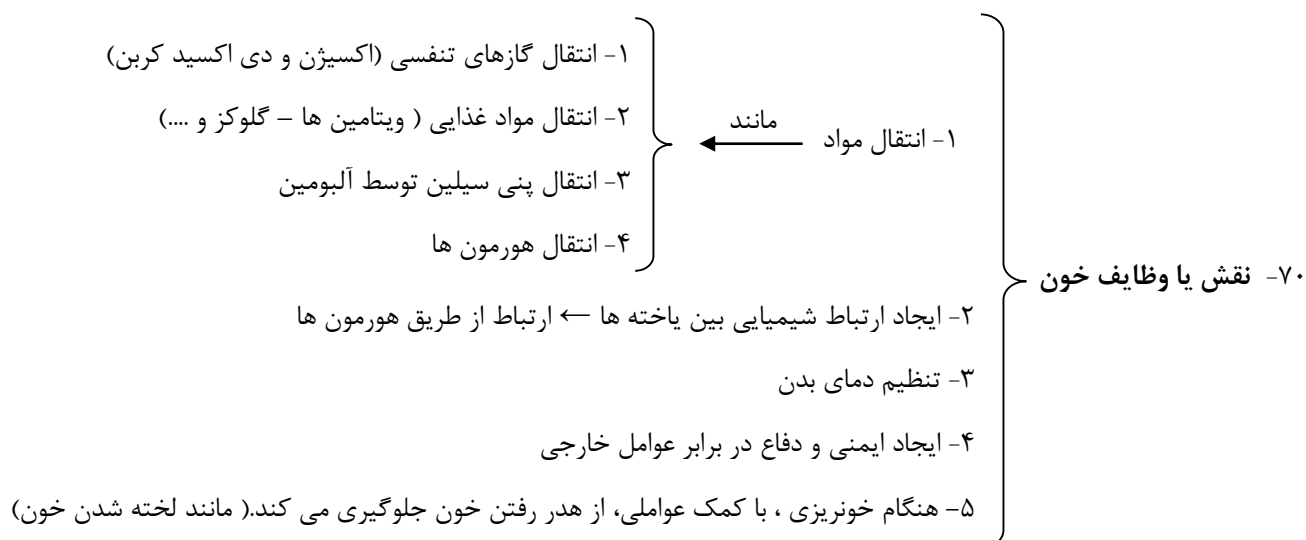 ۷۰- نقش یا وظایف خون
۱- انتقال مواد
مانند
۱- انتقال گازهای تنفسی (اکسیژن و دی اکسید کربن)
۲- انتقال مواد غذایی ( ویتامین ها – گلوکز و ....)
۳- انتقال پنی سیلین توسط آلبومین
۴- انتقال هورمون ها
۲- ایجاد ارتباط شیمیایی بین یاخته ها ← ارتباط از طریق هورمون ها
۳- تنظیم دمای بدن
۴- ایجاد ایمنی و دفاع در برابر عوامل خارجی
۵- هنگام خونریزی ، با کمک عواملی، از هدر رفتن خون جلوگیری می کند.( مانند لخته شدن خون)